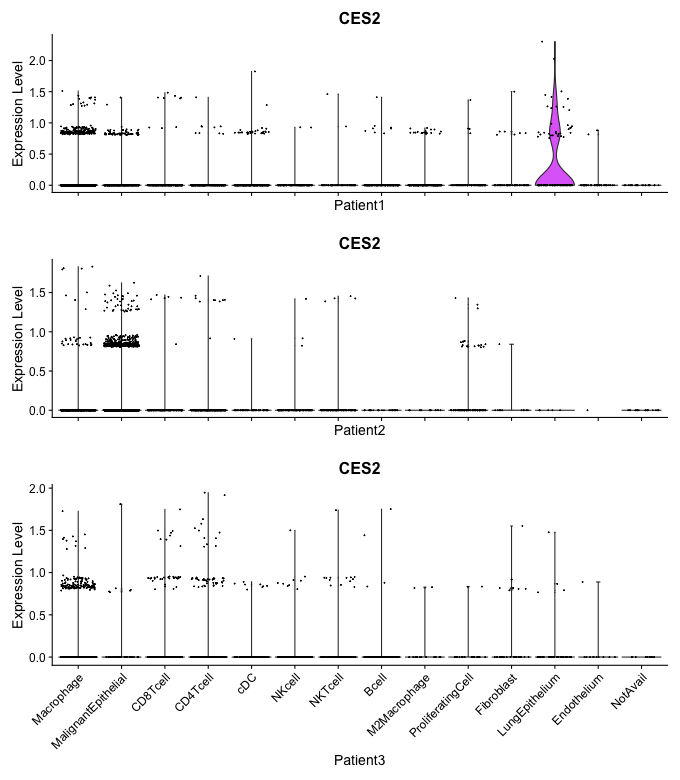 CES2
Expression Level
2.0
1.5
1.0
0.5
0.0
Patient1
CES2
Expression Level
1.5
1.0
0.5
0.0
Patient2
CES2
Expression Level
2.0
1.5
1.0
0.5
0.0
Macrophage
MalignantEpithelial
CD8Tcell
CD4Tcell
cDC
NKcell
NKTcell
Bcell
M2Macrophage
ProliferatingCell
Fibroblast
LungEpithelium
Endothelium
NotAvail
Patient3